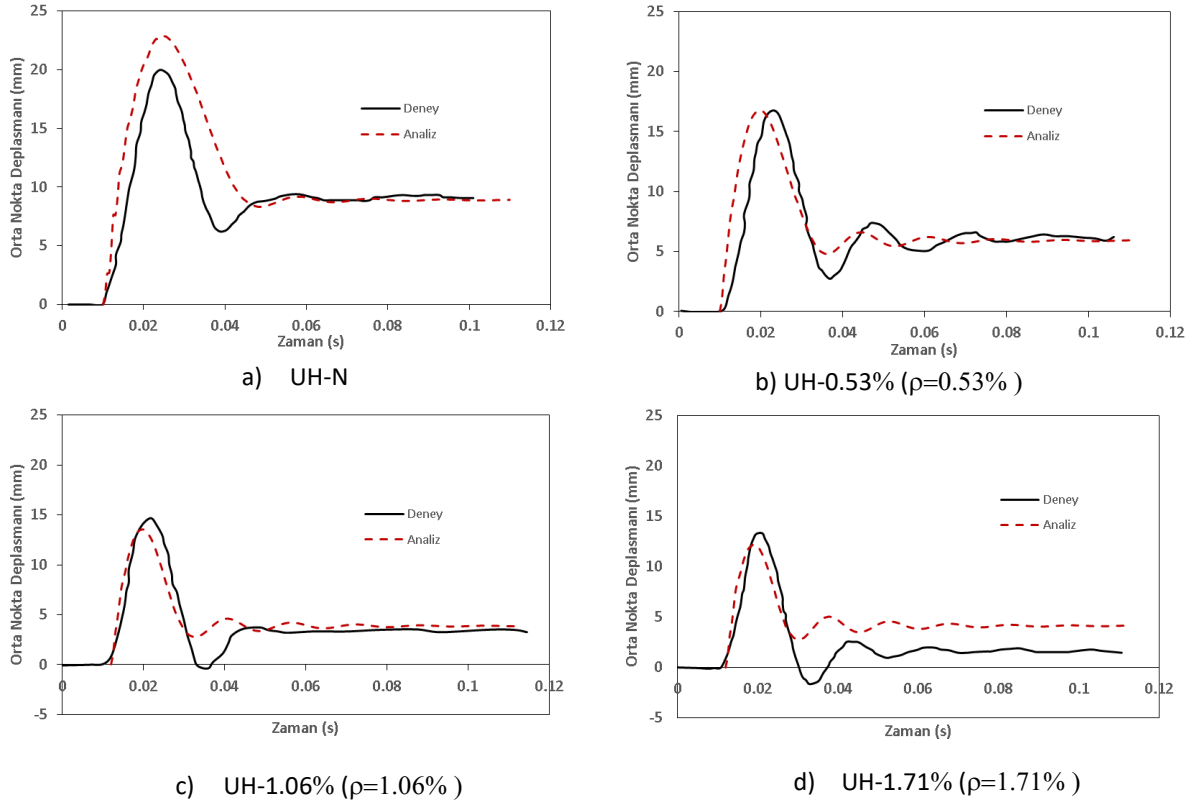 25
20
15
10
5
0
Orta Nokta Deplasmanı (mm)
Deney
Analiz
0 0.02 0.04 0.06 0.08 0.1 0.12
Zaman (s)
a) UH-N
25
20
15
10
5
0
Orta Nokta Deplasmanı (mm)
Deney
Analiz
0 0.02 0.04 0.06 0.08 0.1 0.12
Zaman (s)
b) UH-0.53% (ρ=0.53% )
25
20
15
10
5
0
-5
Orta Nokta Deplasmanı (mm)
Deney
Analiz
0 0.02 0.04 0.06 0.08 0.1 0.12
Zaman (s)
c) UH-1.06% (ρ=1.06% )
25
20
15
10
5
0
-5
Orta Nokta Deplasmanı (mm)
Deney
Analiz
0 0.02 0.04 0.06 0.08 0.1 0.12
Zaman (s)
d) UH-1.71% (ρ=1.71% )